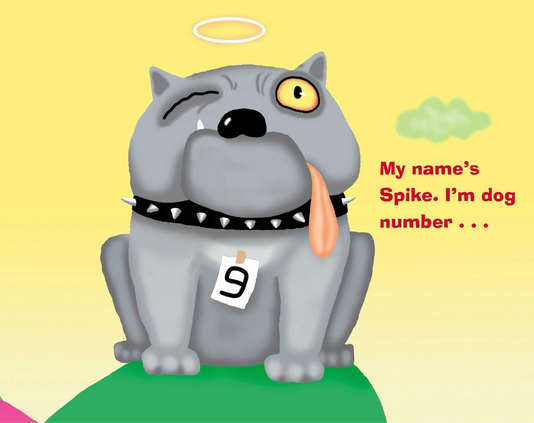 My name's
Spike. I'm dog
number . . .
9